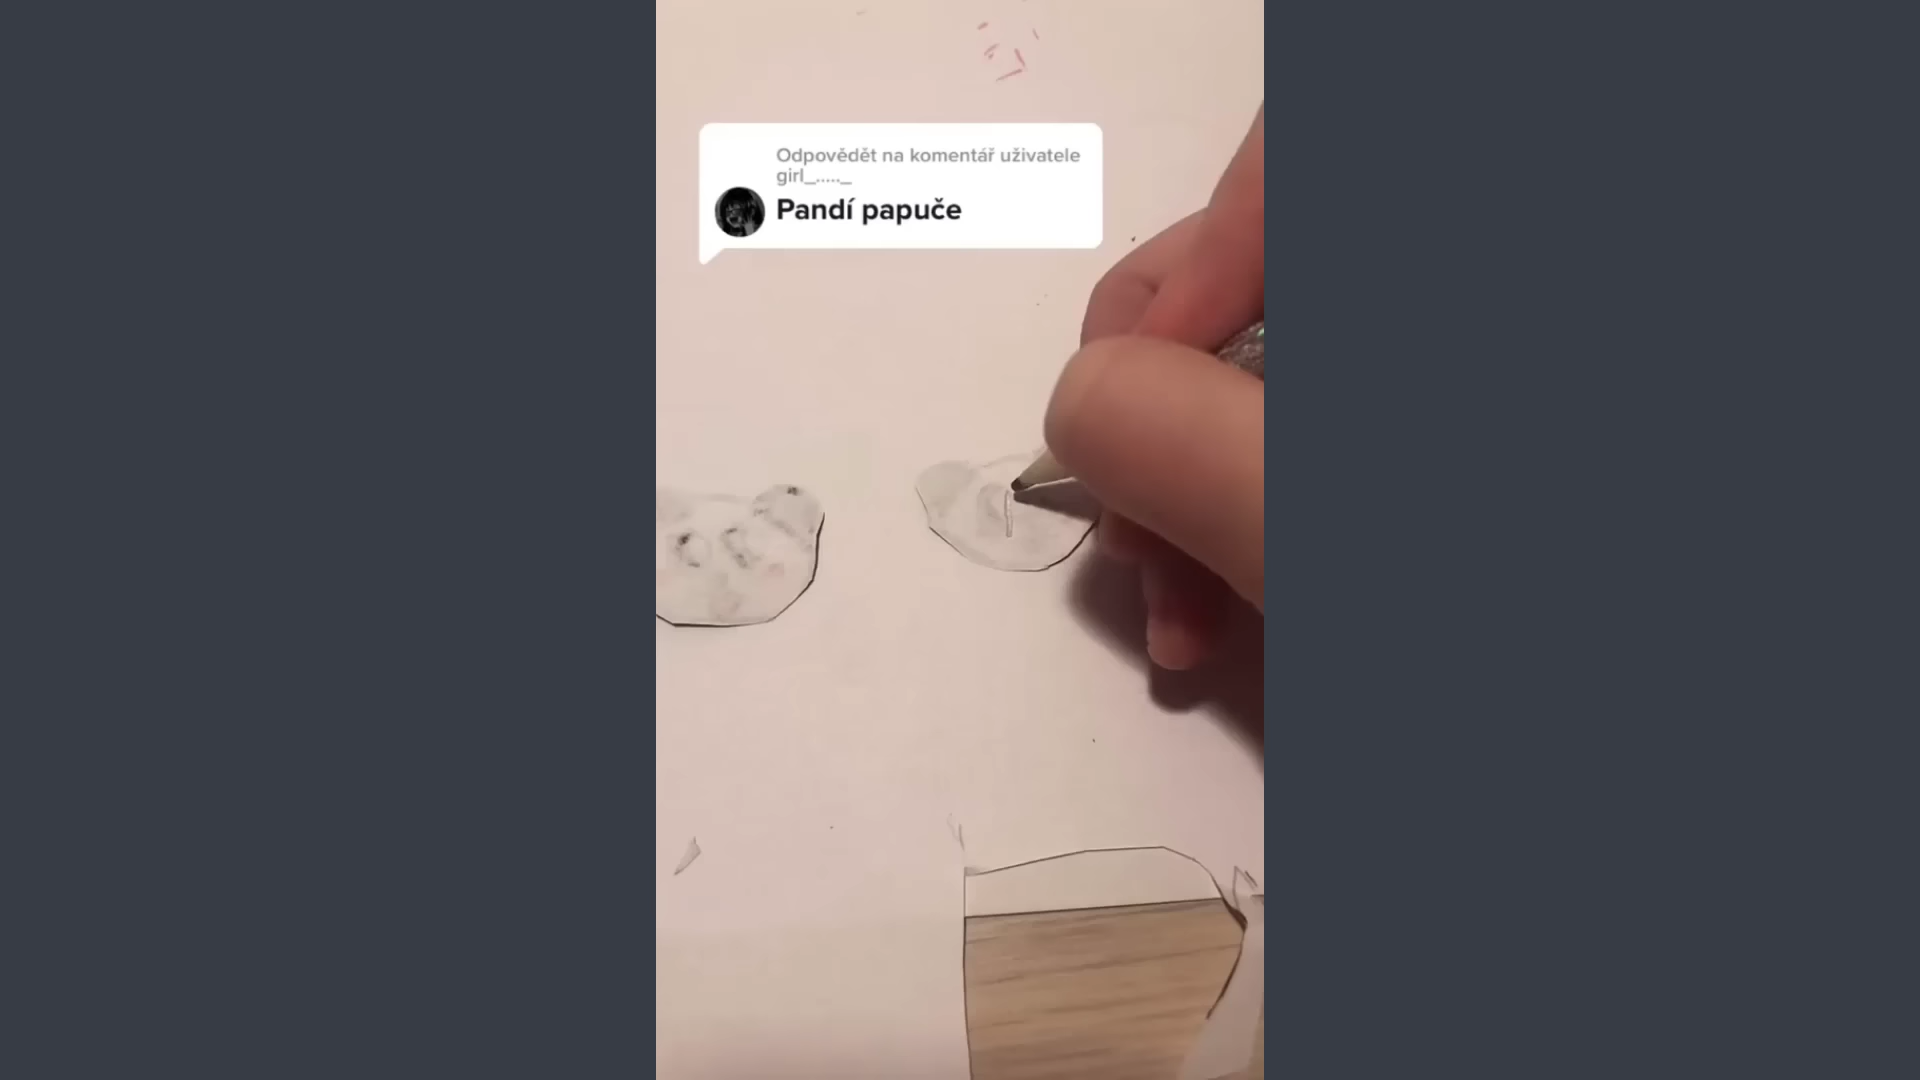 Odpovědět na komentář uživatele
girl_....._
Pandí papuče